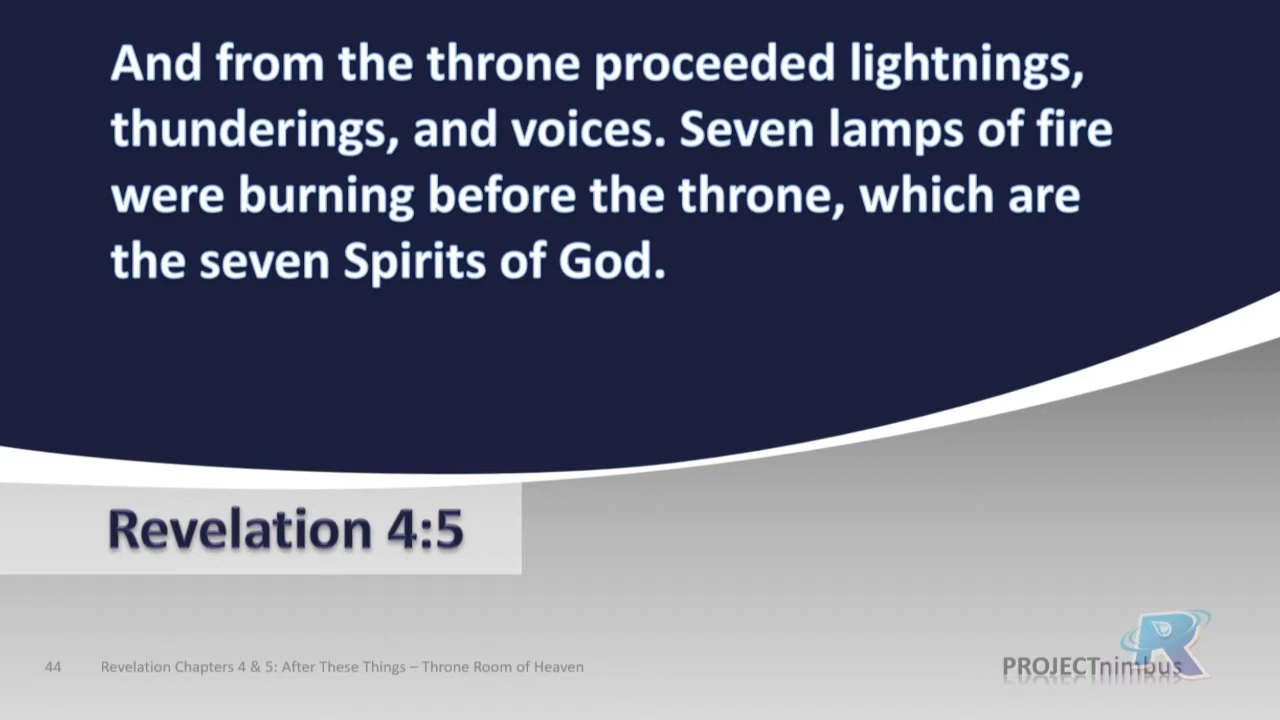 And from the throne proceeded lightnings,
thunderings, and voices. Seven lamps of fire
were burning before the throne, which are
the seven Spirits of God.
Revelation 4:5
44 Revelation Chapters 4 & 5: After These Things – Throne Room of Heaven
PROJECTnimbus
R